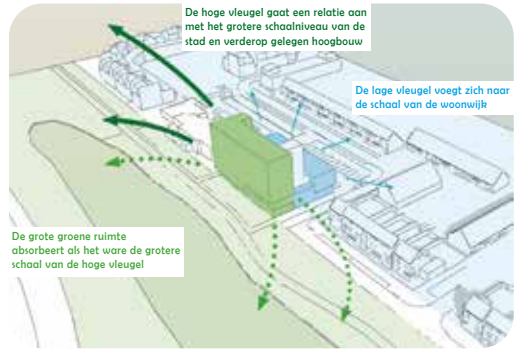 De hoge vleugel gaat een relatie aan
met het grotere schaalniveau van de
stad en verderop gelegen hoogbouw
De lage vleugel voegt zich naar
de schaal van de woonwijk
De grote groene ruimte
absorbeert als het ware de grotere
schaal van de hoge vleugel